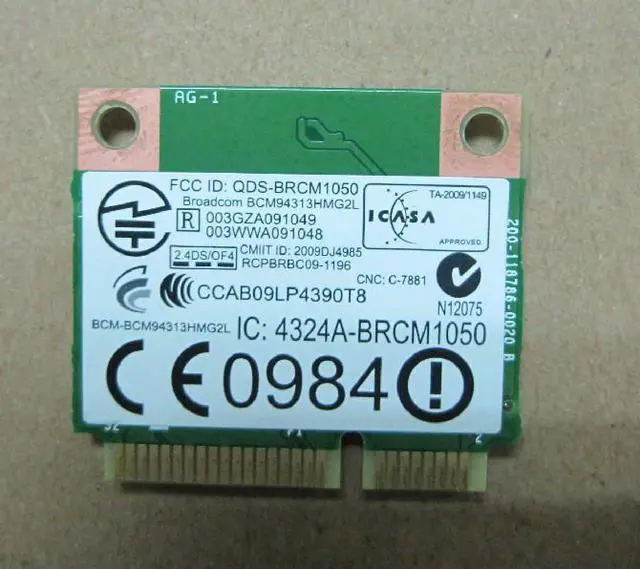 AG-1
FCC ID: QDS-BRCM1050
Broadcom BCM94313HMG2L
R 003GZA091049
003WWA091048
TA-2009/1149
ICASA
APPROVED
2.4DS/OF4 CMIIT ID: 2009DJ4985
RCPBRBC09-1196
CNC: C-7881
CCAB09LP4390T8
N12075
BCM-BCM94313HMG2L IC: 4324A-BRCM1050
CE0984
200-118786-0020 B
2